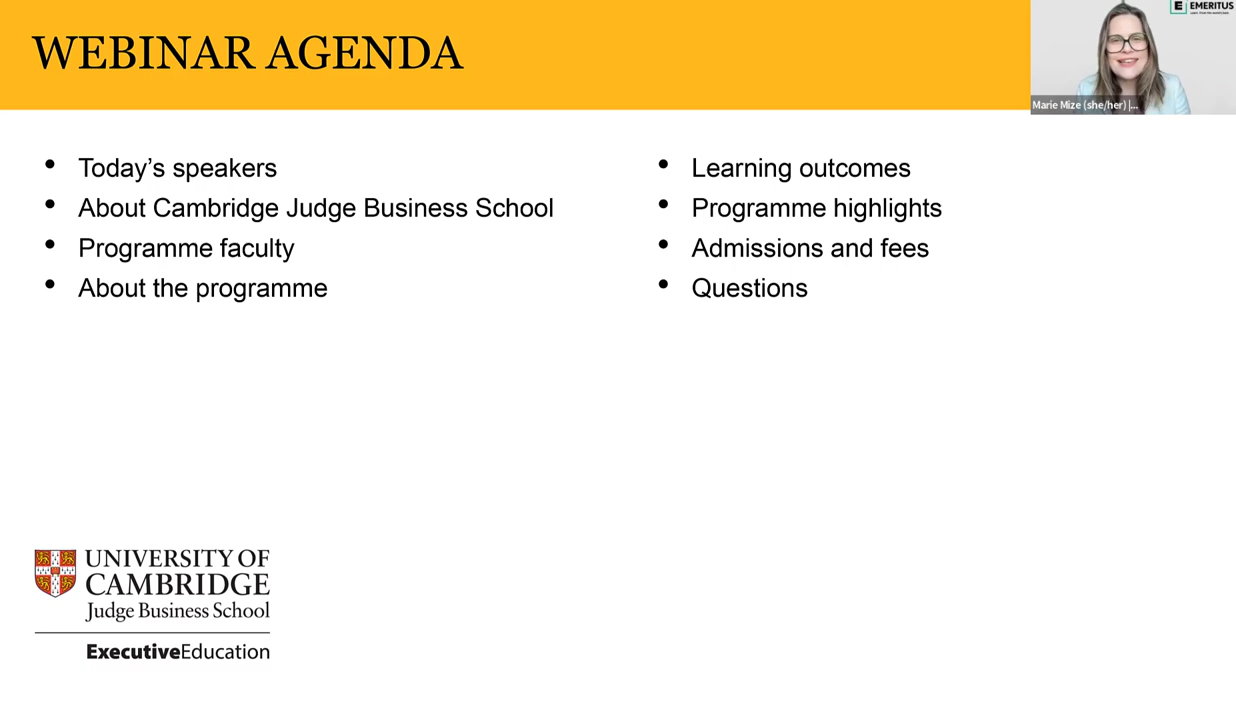 WEBINAR AGENDA
EMERITUS
Marie Mize (she/her) |...
• Today’s speakers
• About Cambridge Judge Business School
• Programme faculty
• About the programme
• Learning outcomes
• Programme highlights
• Admissions and fees
• Questions
UNIVERSITY OF
CAMBRIDGE
Judge Business School
ExecutiveEducation